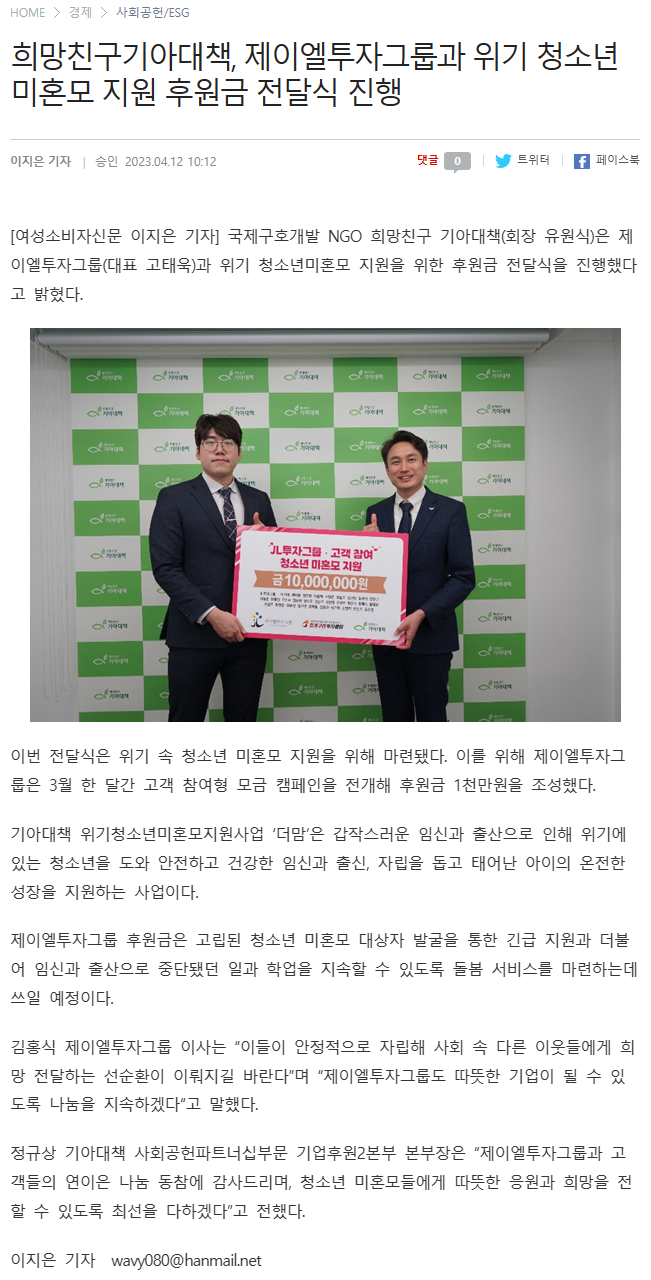 HOME > 경제 > 사회공헌/ESG
희망친구기아대책, 제이엘투자그룹과 위기 청소년
미혼모 지원 후원금 전달식 진행
이지은 기자 | 승인 2023.04.12 10:12
댓글 0 | 트위터 | 페이스북
[여성소비자신문 이지은 기자] 국제구호개발 NGO 희망친구 기아대책(회장 유원식)은 제
이엘투자그룹(대표 고태욱)과 위기 청소년미혼모 지원을 위한 후원금 전달식을 진행했다
고 밝혔다.
기아대책
JL투자그룹 · 고객 참여
청소년 미혼모 지원
금10,000,000원
기아대책
이번 전달식은 위기 속 청소년 미혼모 지원을 위해 마련됐다. 이를 위해 제이엘투자그
룹은 3월 한 달간 고객 참여형 모금 캠페인을 전개해 후원금 1천만원을 조성했다.
기아대책 위기청소년미혼모지원사업 ‘더맘’은 갑작스러운 임신과 출산으로 인해 위기에
있는 청소년을 도와 안전하고 건강한 임신과 출신, 자립을 돕고 태어난 아이의 온전한
성장을 지원하는 사업이다.
제이엘투자그룹 후원금은 고립된 청소년 미혼모 대상자 발굴을 통한 긴급 지원과 더불
어 임신과 출산으로 중단됐던 일과 학업을 지속할 수 있도록 돌봄 서비스를 마련하는데
쓰일 예정이다.
김홍식 제이엘투자그룹 이사는 “이들이 안정적으로 자립해 사회 속 다른 이웃들에게 희
망 전달하는 선순환이 이뤄지길 바란다”며 “제이엘투자그룹도 따뜻한 기업이 될 수 있
도록 나눔을 지속하겠다”고 말했다.
정규상 기아대책 사회공헌파트너십부문 기업후원2본부 본부장은 “제이엘투자그룹과 고
객들의 연이은 나눔 동참에 감사드리며, 청소년 미혼모들에게 따뜻한 응원과 희망을 전
할 수 있도록 최선을 다하겠다”고 전했다.
이지은 기자 wavy080@hanmail.net